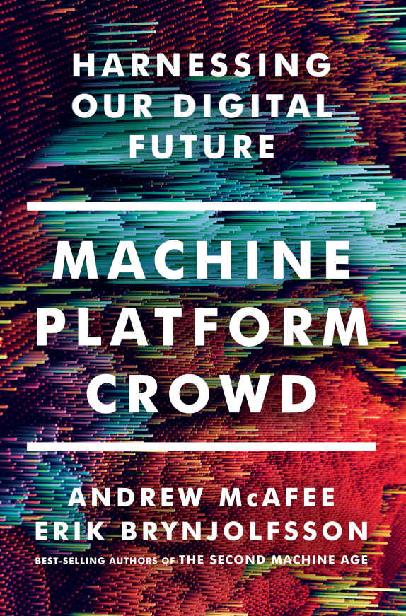 HARNESSING
OUR DIGITAL
FUTURE
MACHINE
PLATFORM
CROWD
ANDREW McAFEE
ERIK BRYNJOLFSSON
BEST-SELLING AUTHORS OF THE SECOND MACHINE AGE